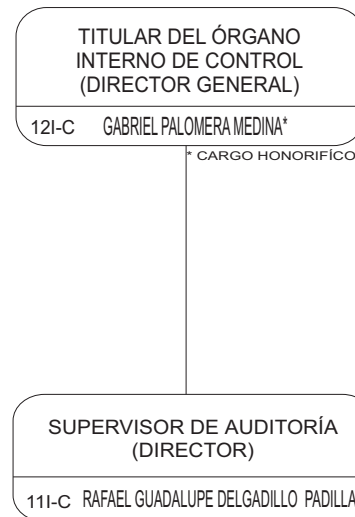 TITULAR DEL ÓRGANO
INTERNO DE CONTROL
(DIRECTOR GENERAL)
12I-C GABRIEL PALOMERA MEDINA*
* CARGO HONORIFÍCO
SUPERVISOR DE AUDITORÍA
(DIRECTOR)
11I-C RAFAEL GUADALUPE DELGADILLO PADILLA